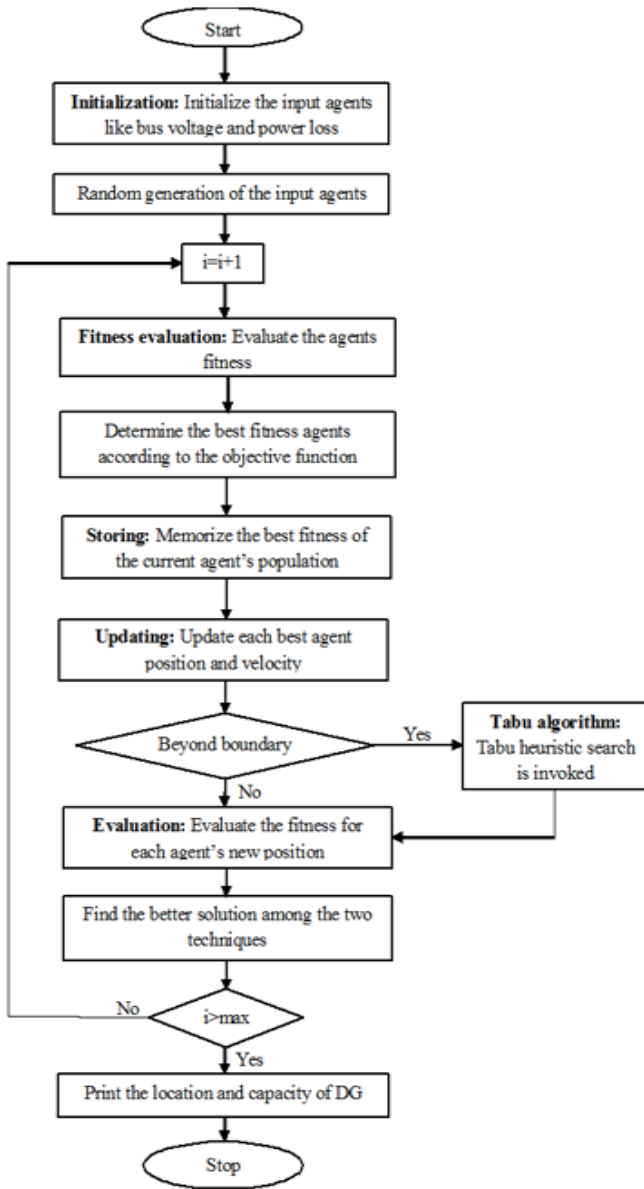 Start
Initialization: Initialize the input agents
like bus voltage and power loss
Random generation of the input agents
i=i+1
Fitness evaluation: Evaluate the agents
fitness
Determine the best fitness agents
according to the objective function
Storing: Memorize the best fitness of
the current agent's population
Updating: Update each best agent
position and velocity
Beyond boundary
Yes
Tabu algorithm:
Tabu heuristic search
is invoked
No
Evaluation: Evaluate the fitness for
each agent's new position
Find the better solution among the two
techniques
No
i>max
Yes
Print the location and capacity of DG
Stop